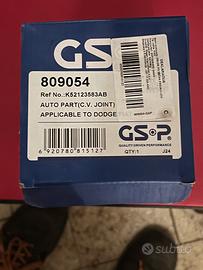 GSP
809054
Ref No.:K52123583AB
AUTO PART(C.V. JOINT)
APPLICABLE TO DODGE
GSP
QUALITY DRIVEN PERFORMANCE
6 920780 815127
QTY:1
J24
subito